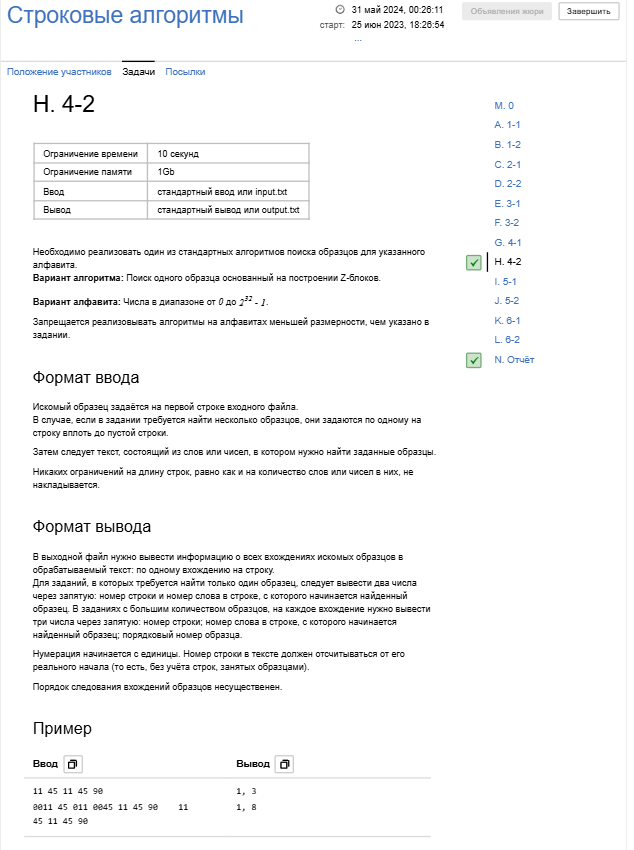 Строковые алгоритмы
31 май 2024, 00:26:11
старт: 25 июн 2023, 18:26:54
...
Объявления жюри
Завершить
Положение участников Задачи Посылки
H. 4-2
Ограничение времени 10 секунд
Ограничение памяти 1Gb
Ввод стандартный ввод или input.txt
Вывод стандартный вывод или output.txt
Необходимо реализовать один из стандартных алгоритмов поиска образцов для указанного
алфавита.
Вариант алгоритма: Поиск одного образца основанный на построении Z-блоков.
Вариант алфавита: Числа в диапазоне от 0 до 2^32 - 1.
Запрещается реализовывать алгоритмы на алфавитах меньшей размерности, чем указано в
задании.
Формат ввода
Искомый образец задаётся на первой строке входного файла.
В случае, если в задании требуется найти несколько образцов, они задаются по одному на
строку вплоть до пустой строки.
Затем следует текст, состоящий из слов или чисел, в котором нужно найти заданные образцы.
Никаких ограничений на длину строк, равно как и на количество слов или чисел в них, не
накладывается.
Формат вывода
В выходной файл нужно вывести информацию о всех вхождениях искомых образцов в
обрабатываемый текст: по одному вхождению на строку.
Для заданий, в которых требуется найти только один образец, следует вывести два числа
через запятую: номер строки и номер слова в строке, с которого начинается найденный
образец. В заданиях с большим количеством образцов, на каждое вхождение нужно вывести
три числа через запятую: номер строки; номер слова в строке, с которого начинается
найденный образец; порядковый номер образца.
Нумерация начинается с единицы. Номер строки в тексте должен отсчитываться от его
реального начала (то есть, без учёта строк, занятых образцами).
Порядок следования вхождений образцов несущественен.
Пример
Ввод Вывод
11 45 11 45 90 1, 3
0011 45 011 0045 11 45 90 11 1, 8
45 11 45 90
M. 0
A. 1-1
B. 1-2
C. 2-1
D. 2-2
E. 3-1
F. 3-2
G. 4-1
H. 4-2
I. 5-1
J. 5-2
K. 6-1
L. 6-2
N. Отчёт